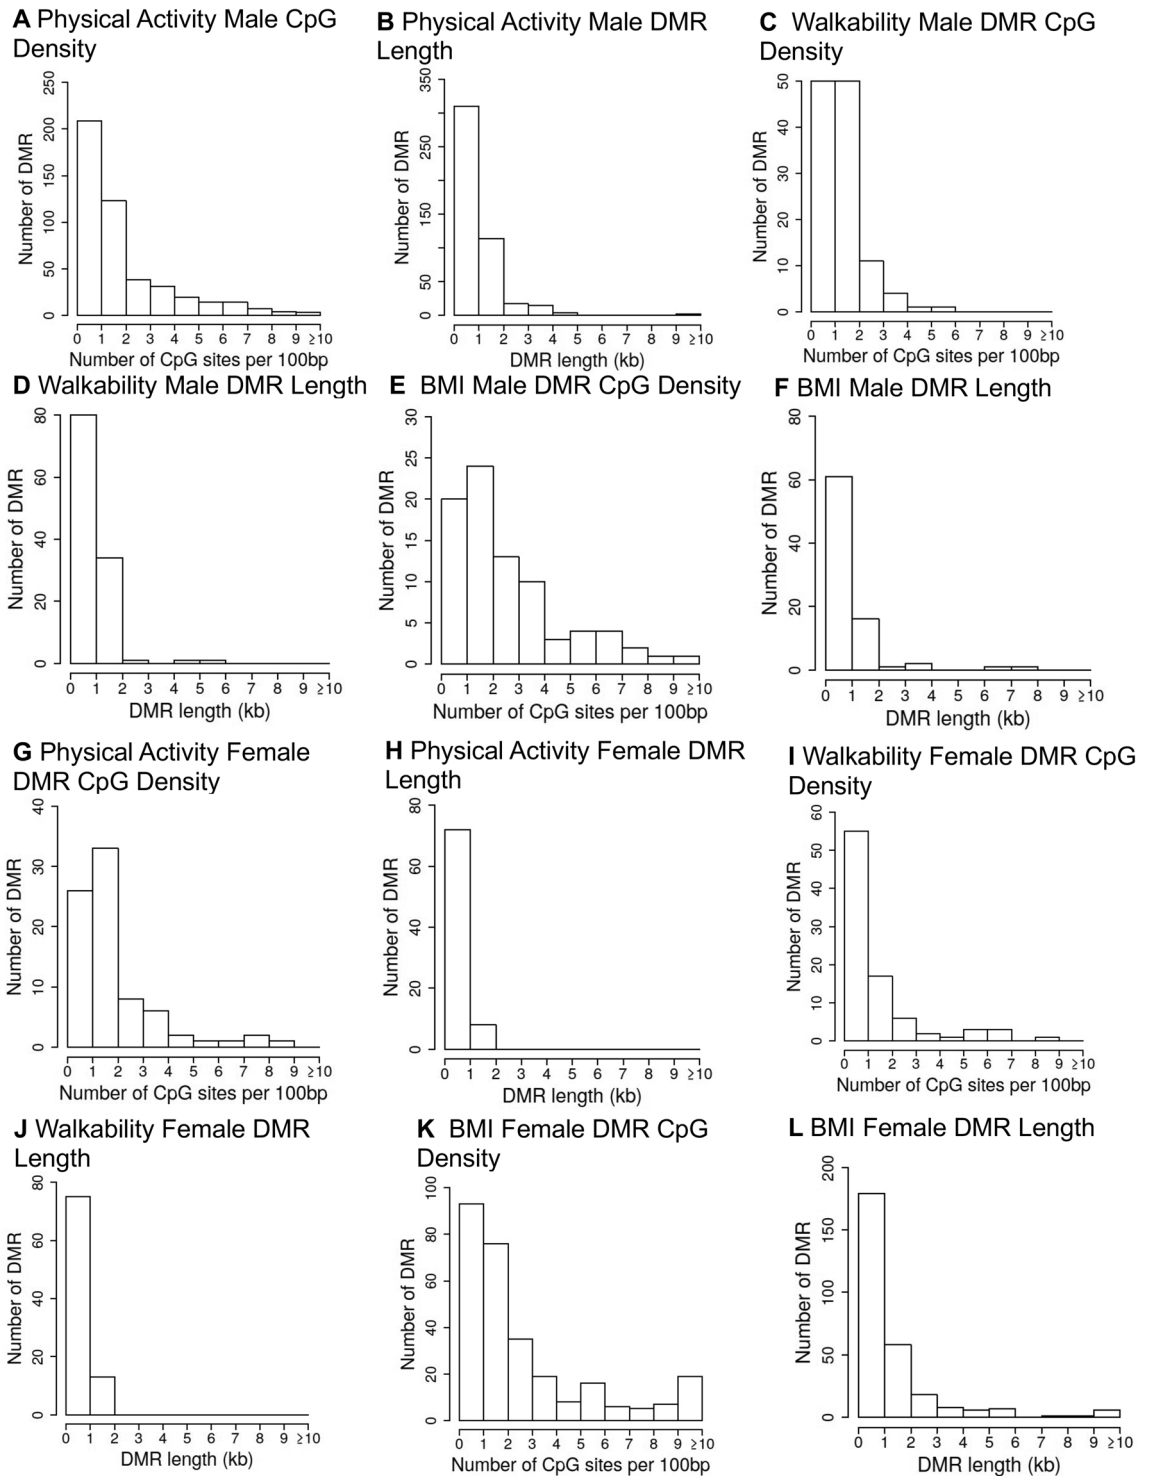 A Physical Activity Male CpG
Density
250
200
150
100
50
0
Number of DMR
0 1 2 3 4 5 6 7 8 9 ≥10
Number of CpG sites per 100bp
B Physical Activity Male DMR
Length
350
250
150
50
0
Number of DMR
0 1 2 3 4 5 6 7 8 9 ≥10
DMR length (kb)
C Walkability Male DMR CpG
Density
50
40
30
20
10
0
Number of DMR
0 1 2 3 4 5 6 7 8 9 ≥10
Number of CpG sites per 100bp
D Walkability Male DMR Length
80
60
40
20
0
Number of DMR
0 1 2 3 4 5 6 7 8 9 ≥10
DMR length (kb)
E BMI Male DMR CpG Density
30
25
20
15
10
5
0
Number of DMR
0 1 2 3 4 5 6 7 8 9 ≥10
Number of CpG sites per 100bp
F BMI Male DMR Length
80
60
40
20
0
Number of DMR
0 1 2 3 4 5 6 7 8 9 ≥10
DMR length (kb)
G Physical Activity Female
DMR CpG Density
40
30
20
10
0
Number of DMR
0 1 2 3 4 5 6 7 8 9 ≥10
Number of CpG sites per 100bp
H Physical Activity Female DMR
Length
80
60
40
20
0
Number of DMR
0 1 2 3 4 5 6 7 8 9 ≥10
DMR length (kb)
I Walkability Female DMR CpG
Density
60
50
40
30
20
10
0
Number of DMR
0 1 2 3 4 5 6 7 8 9 ≥10
Number of CpG sites per 100bp
J Walkability Female DMR
Length
80
60
40
20
0
Number of DMR
0 1 2 3 4 5 6 7 8 9 ≥10
DMR length (kb)
K BMI Female DMR CpG
Density
100
80
60
40
20
0
Number of DMR
0 1 2 3 4 5 6 7 8 9 ≥10
Number of CpG sites per 100bp
L BMI Female DMR Length
200
150
100
50
0
Number of DMR
0 1 2 3 4 5 6 7 8 9 ≥10
DMR length (kb)